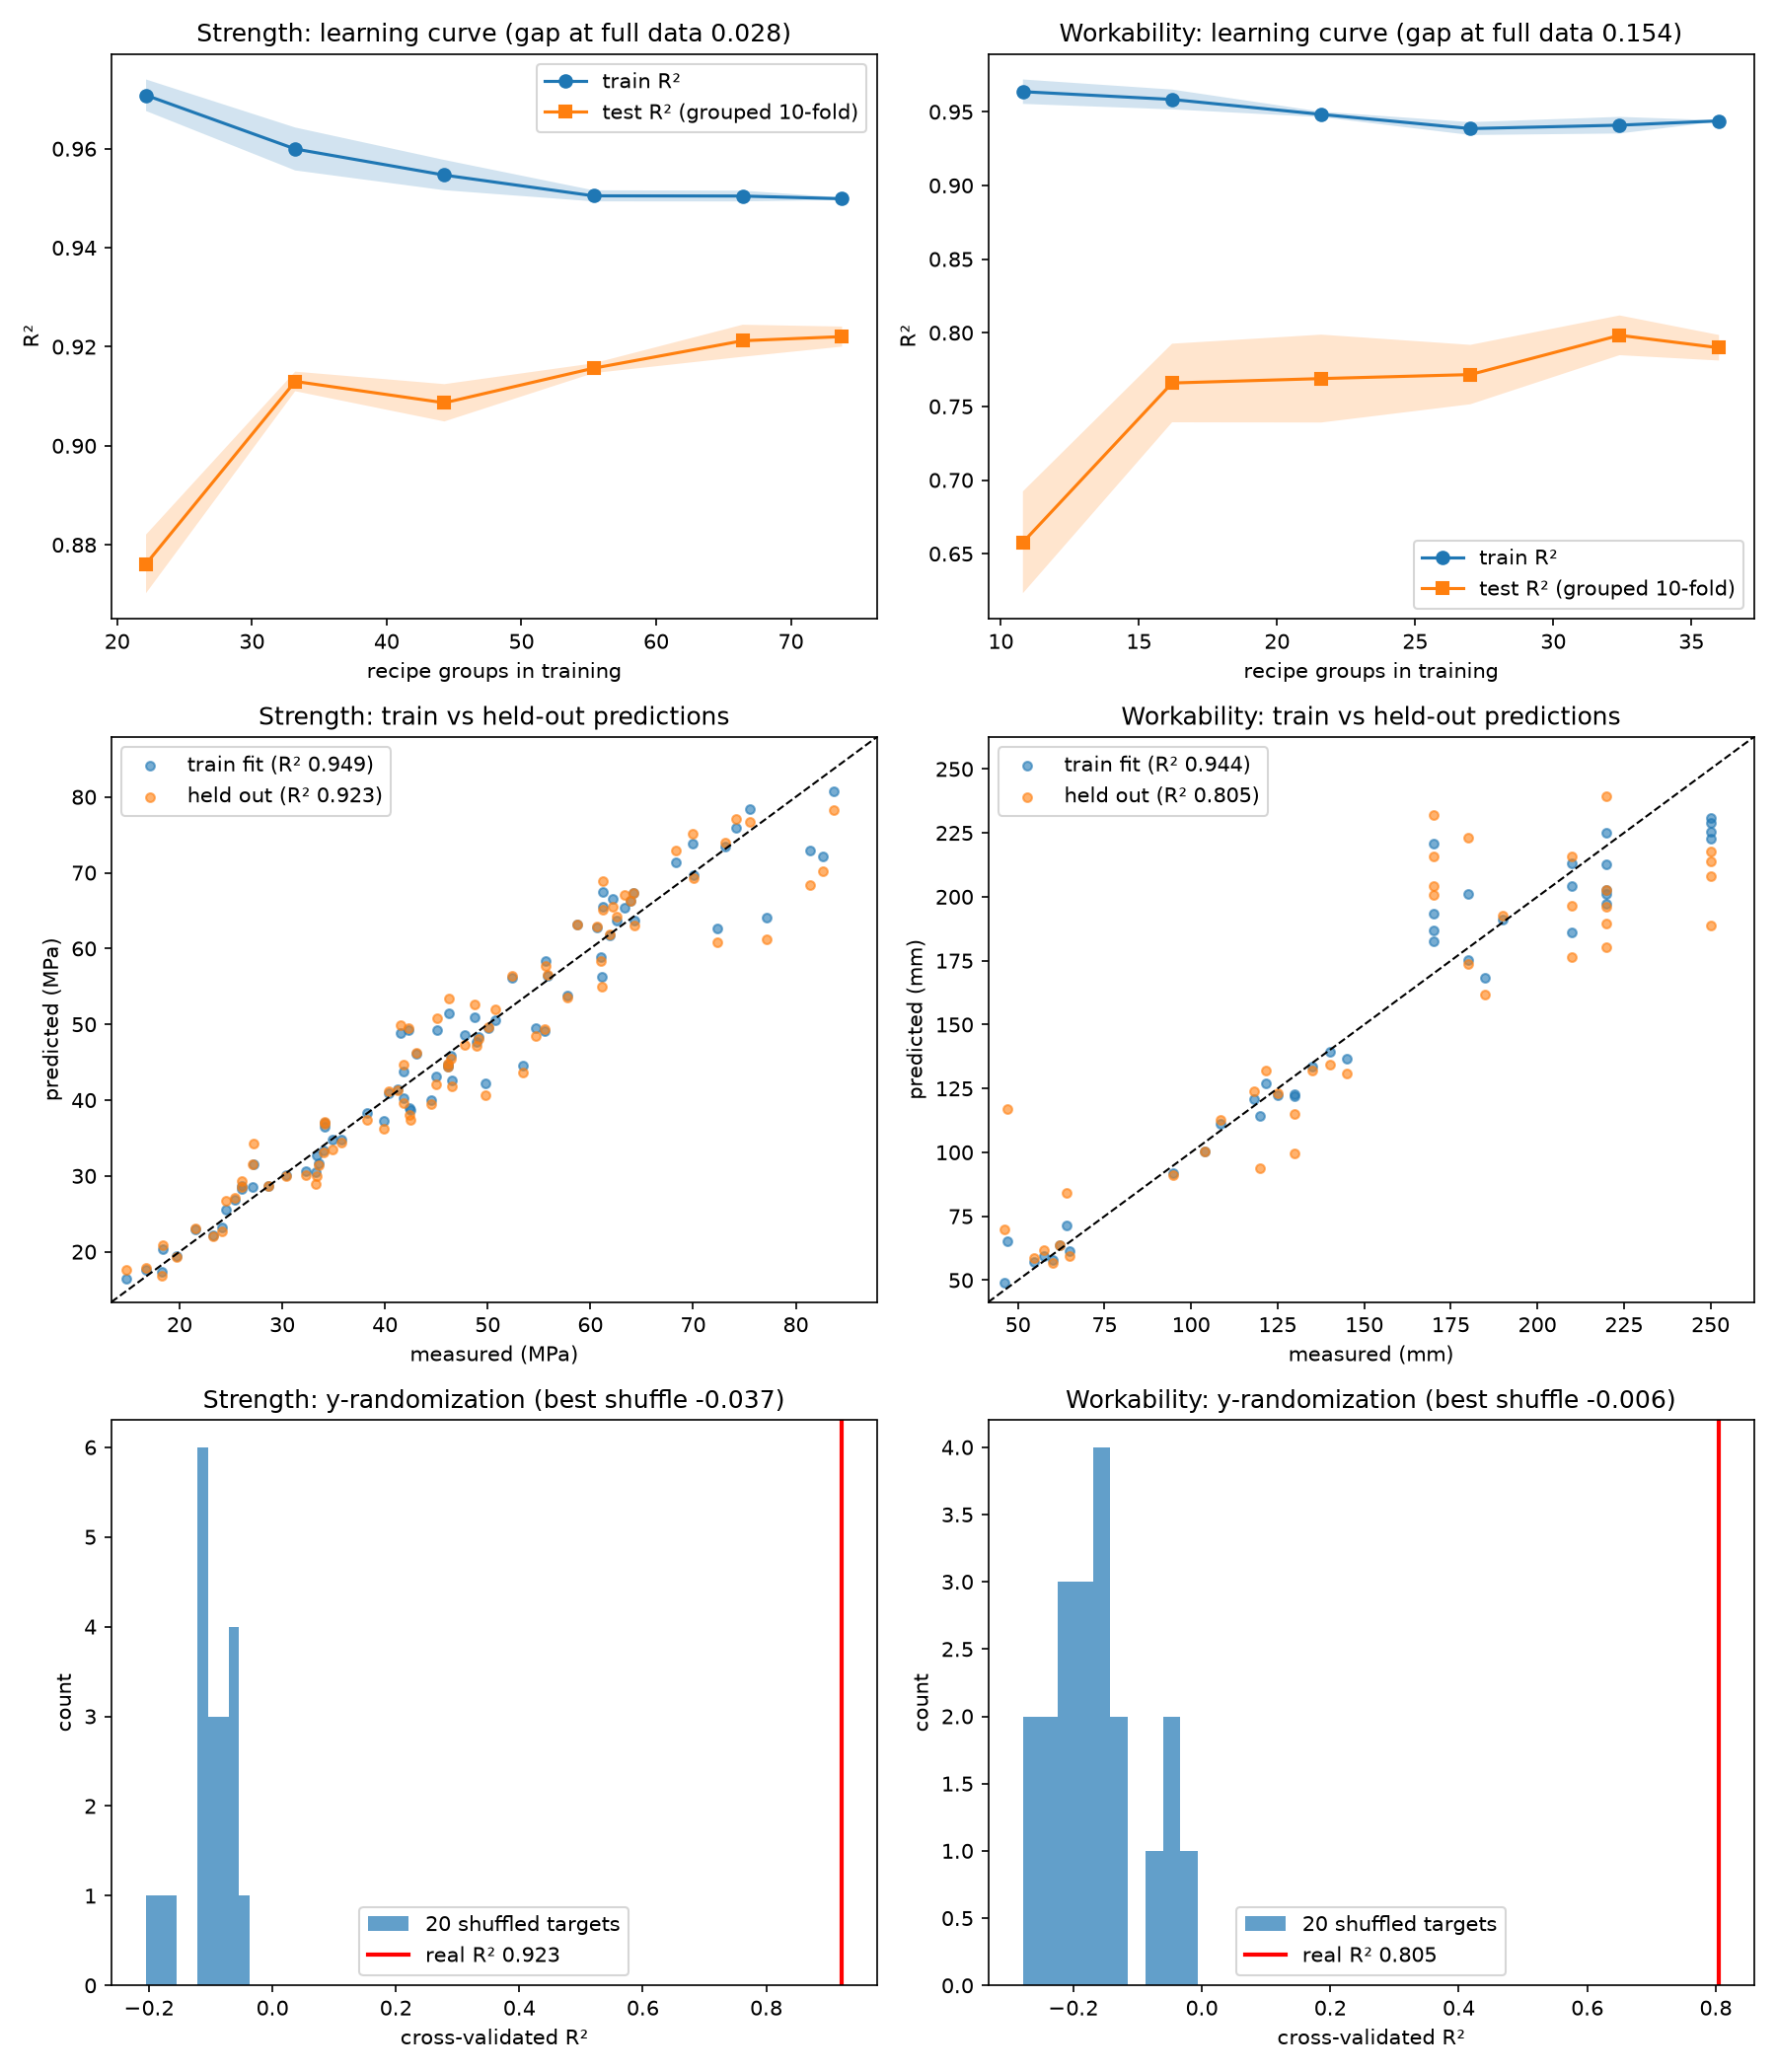 Strength: learning curve (gap at full data 0.028)
train R²
test R² (grouped 10-fold)
0.96
0.94
0.92
0.90
0.88
R²
20 30 40 50 60 70
recipe groups in training
Workability: learning curve (gap at full data 0.154)
0.95
0.90
0.85
0.80
0.75
0.70
0.65
R²
train R²
test R² (grouped 10-fold)
10 15 20 25 30 35
recipe groups in training
Strength: train vs held-out predictions
train fit (R² 0.949)
held out (R² 0.923)
80
70
60
50
40
30
20
predicted (MPa)
20 30 40 50 60 70 80
measured (MPa)
Workability: train vs held-out predictions
train fit (R² 0.944)
held out (R² 0.805)
250
225
200
175
150
125
100
75
50
predicted (mm)
50 75 100 125 150 175 200 225 250
measured (mm)
Strength: y-randomization (best shuffle -0.037)
6
5
4
3
2
1
0
count
20 shuffled targets
real R² 0.923
−0.2 0.0 0.2 0.4 0.6 0.8
cross-validated R²
Workability: y-randomization (best shuffle -0.006)
4.0
3.5
3.0
2.5
2.0
1.5
1.0
0.5
0.0
count
20 shuffled targets
real R² 0.805
−0.2 0.0 0.2 0.4 0.6 0.8
cross-validated R²